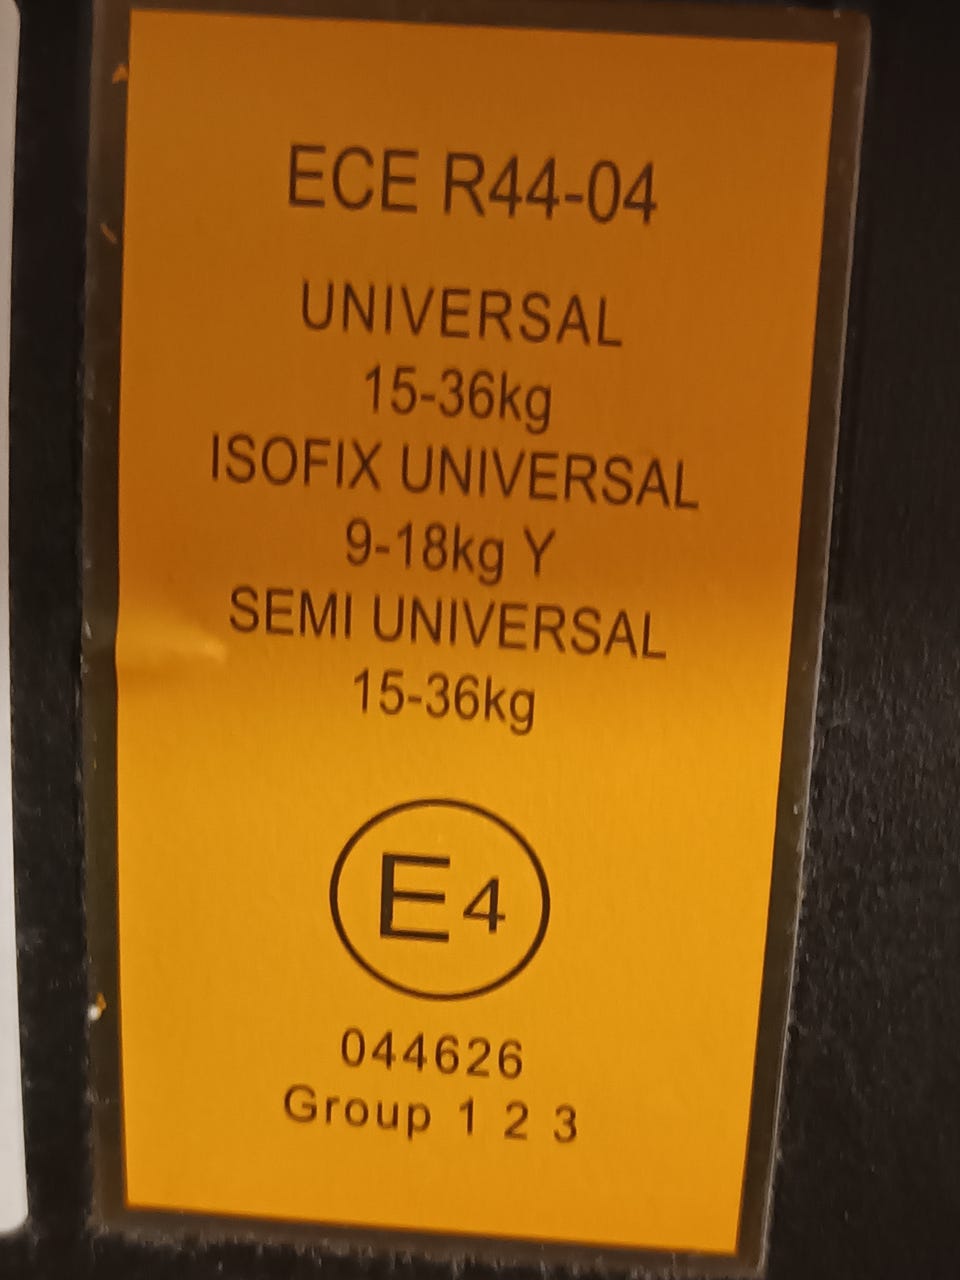 ECE R44-04
UNIVERSAL
15-36kg
ISOFIX UNIVERSAL
9-18kg Y
SEMI UNIVERSAL
15-36kg
E4
044626
Group 1 2 3